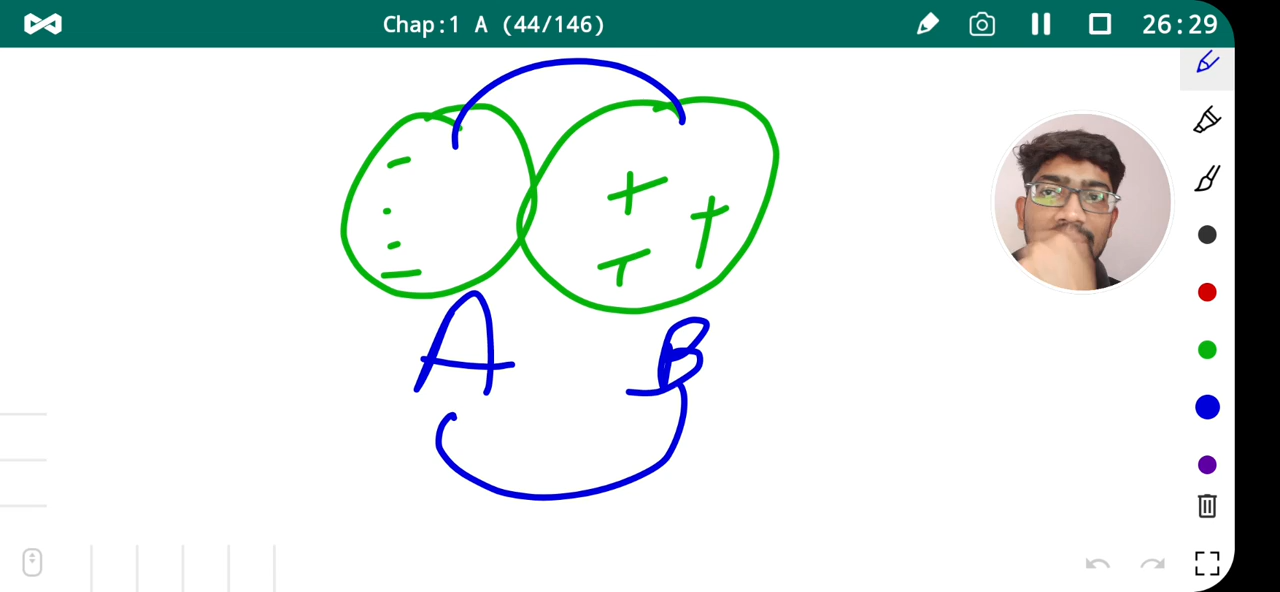 Chap:1 A (44/146)
26:29
- + +
-
- +
-
A B